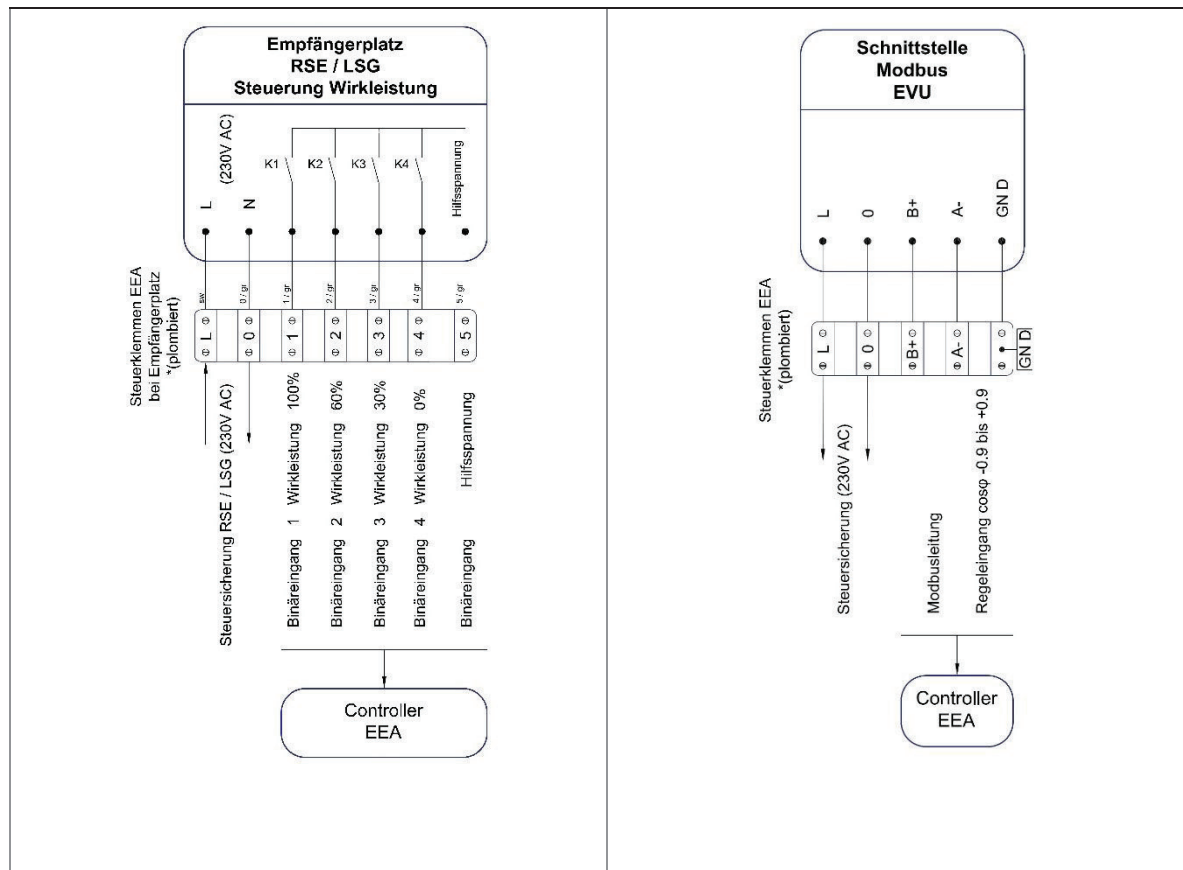 Empfängerplatz
RSE / LSG
Steuerung Wirkleistung
L
(230V AC)
N
K1
K2
K3
K4
Hilfsspannung
Steuerklemmen EEA
bei Empfängerplatz
*(plombiert)
sw
0 / gr
1 / gr
2 / gr
3 / gr
4 / gr
5 / gr
L
0
1
2
3
4
5
Steuersicherung RSE / LSG (230V AC)
Binäreingang 1 Wirkleistung 100%
Binäreingang 2 Wirkleistung 60%
Binäreingang 3 Wirkleistung 30%
Binäreingang 4 Wirkleistung 0%
Binäreingang Hilfsspannung
Controller
EEA
Schnittstelle
Modbus
EVU
L
0
B+
A-
GN D
Steuerklemmen EEA
*(plombiert)
L
0
B+
A-
GN D
Steuersicherung (230V AC)
Modbusleitung
Regeleingang cosφ -0.9 bis +0.9
Controller
EEA